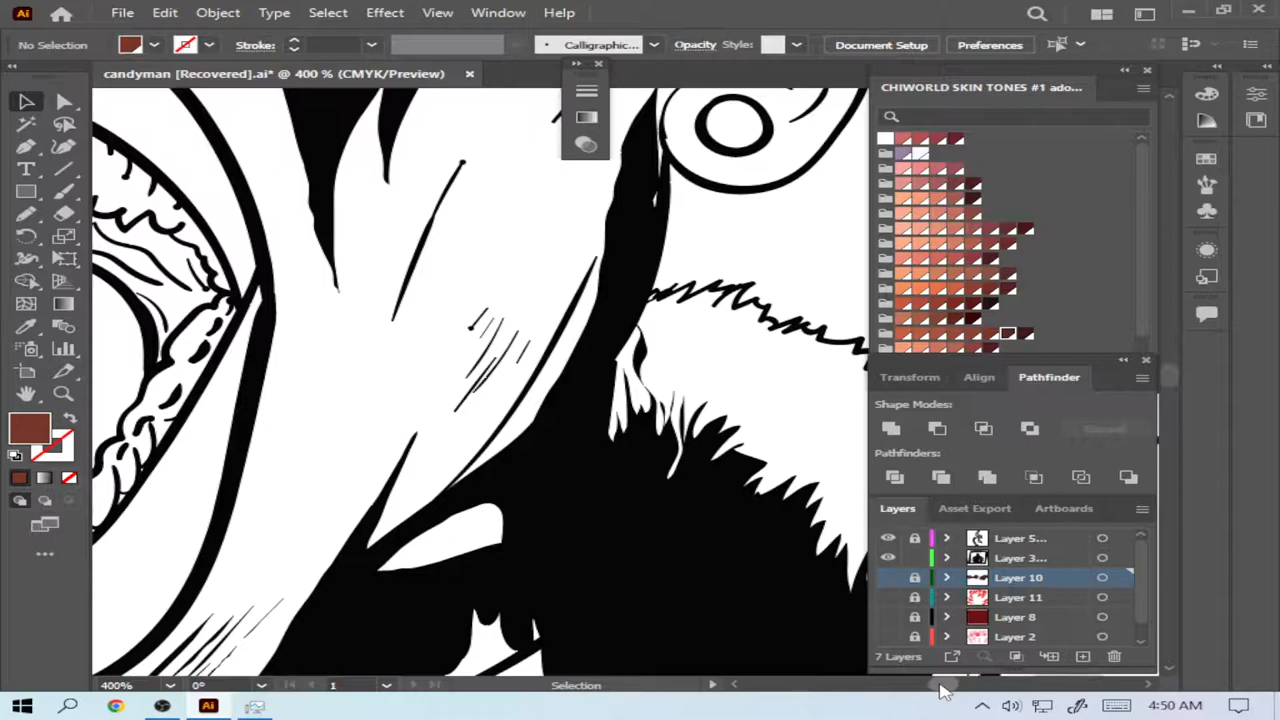 Ai File Edit Object Type Select Effect View Window Help
No Selection Stroke: Calligraphic... Opacity Style: Document Setup Preferences
candyman [Recovered].ai* @ 400 % (CMYK/Preview)
CHIWORLD SKIN TONES #1 ado...
Transform Align Pathfinder
Shape Modes:
Pathfinders:
Layers Asset Export Artboards
Layer 5...
Layer 3...
Layer 10
Layer 11
Layer 8
Layer 2
7 Layers
400% 0° 1 Selection
Ai 4:50 AM